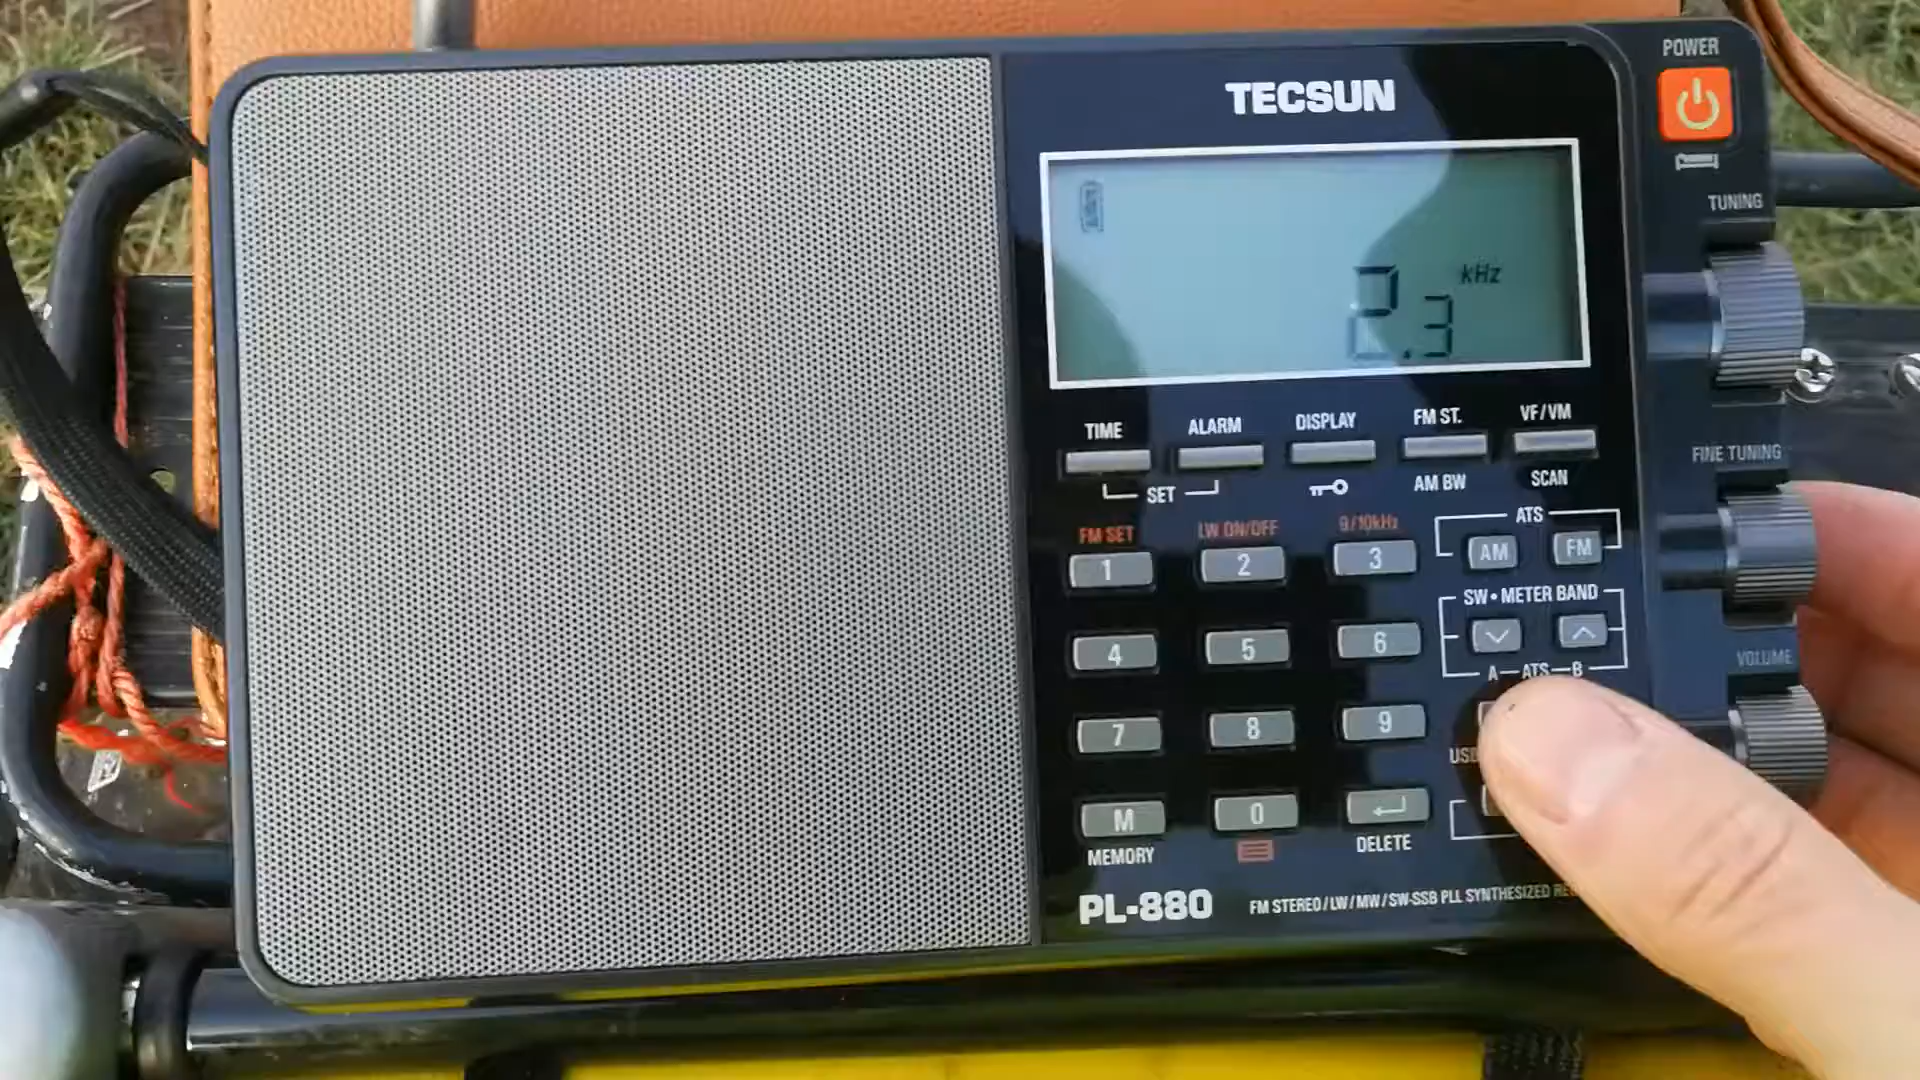 POWER
TECSUN
TUNING
kHz
2.3
TIME
ALARM
DISPLAY
FM ST.
VF/VM
SET
AM BW
SCAN
FINE TUNING
FM SET
LW ON/OFF
9/10kHz
ATS
1
2
3
AM
FM
SW•METER BAND
4
5
6
A—ATS—B
VOLUME
7
8
9
M
0
MEMORY
DELETE
PL-880
FM STEREO/LW/MW/SW-SSB PLL SYNTHESIZED